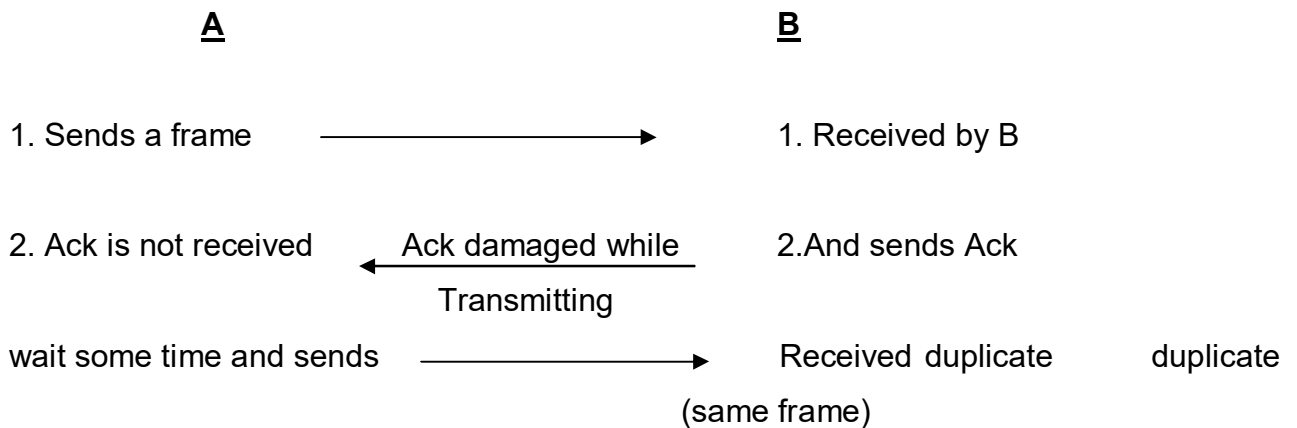 A B
1. Sends a frame 1. Received by B
2. Ack is not received Ack damaged while 2.And sends Ack
Transmitting
wait some time and sends Received duplicate duplicate
(same frame)